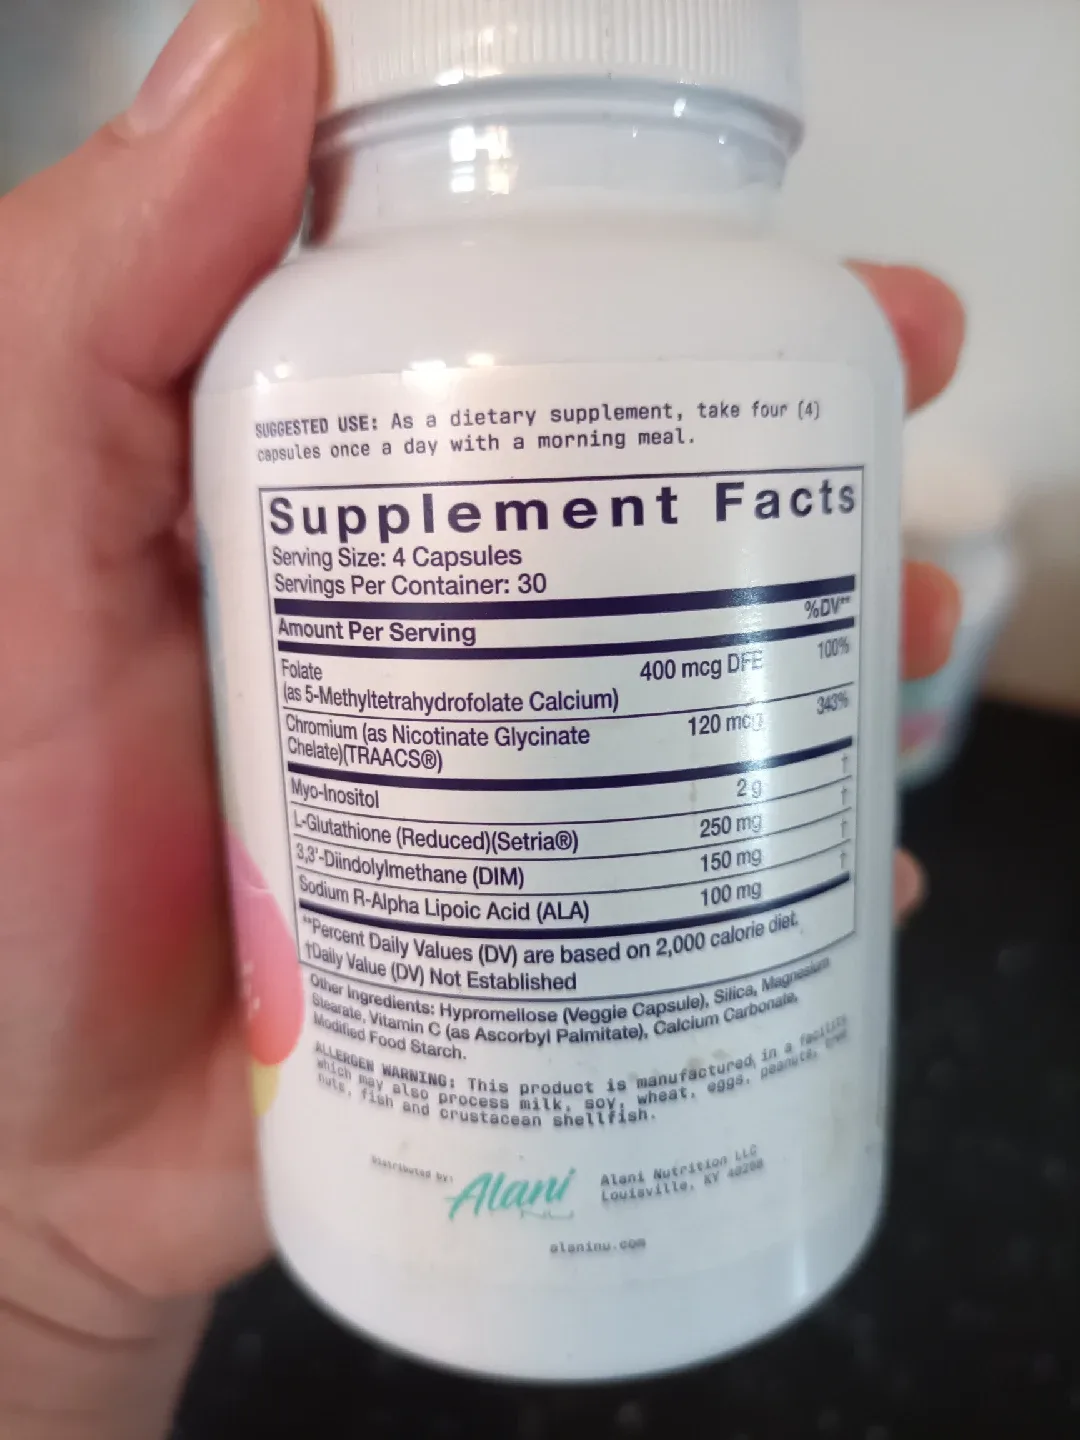 SUGGESTED USE: As a dietary supplement, take four (4)
capsules once a day with a morning meal.
Supplement Facts
Serving Size: 4 Capsules
Servings Per Container: 30
%DV**
Amount Per Serving
Folate 400 mcg DFE 100%
(as 5-Methyltetrahydrofolate Calcium)
Chromium (as Nicotinate Glycinate 120 mcg 343%
Chelate)(TRAACS®)
Myo-Inositol 2 g †
L-Glutathione (Reduced)(Setria®) 250 mg †
3,3'-Diindolylmethane (DIM) 150 mg †
Sodium R-Alpha Lipoic Acid (ALA) 100 mg †
**Percent Daily Values (DV) are based on 2,000 calorie diet.
†Daily Value (DV) Not Established
Other Ingredients: Hypromellose (Veggie Capsule), Silica, Magnesium
Stearate, Vitamin C (as Ascorbyl Palmitate), Calcium Carbonate,
Modified Food Starch.
ALLERGEN WARNING: This product is manufactured in a facility
which may also process milk, soy, wheat, eggs, peanuts, tree
nuts, fish and crustacean shellfish.
Distributed by:
Alani
NU
Alani Nutrition LLC
Louisville, KY
alaninu.com